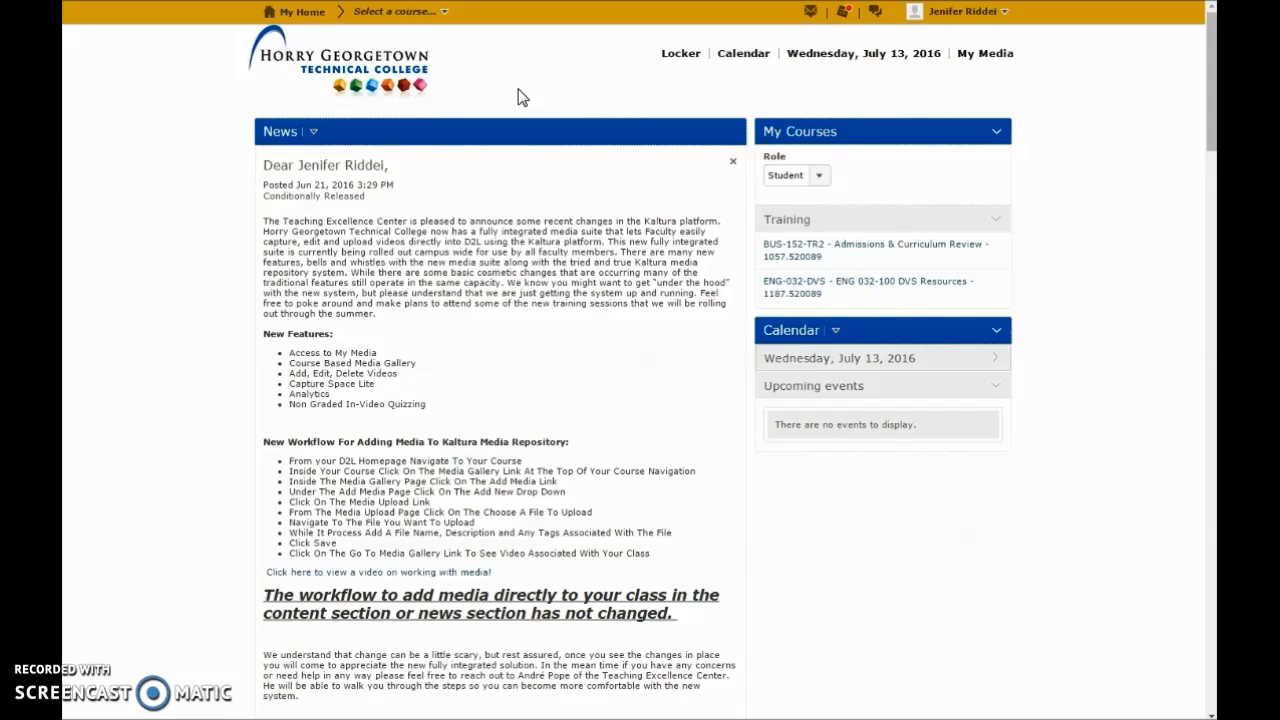 My Home Select a course... Jenifer Riddei
HORRY GEORGETOWN
TECHNICAL COLLEGE
Locker Calendar Wednesday, July 13, 2016 My Media
News
Dear Jenifer Riddei,
Posted Jun 21, 2016 3:29 PM
Conditionally Released
The Teaching Excellence Center is pleased to announce some recent changes in the Kaltura platform.
Horry Georgetown Technical College now has a fully integrated media suite that lets Faculty easily
capture, edit and upload videos directly into D2L using the Kaltura platform. This new fully integrated
suite is currently being rolled out campus wide for use by all faculty members. There are many new
features, bells and whistles with the new media suite along with the tried and true Kaltura media
repository system. While there are some basic cosmetic changes that are occurring many of the
traditional features still operate in the same capacity. We know you might want to get "under the hood"
with the new system, but please understand that we are just getting the system up and running. Feel
free to poke around and make plans to attend some of the new training sessions that we will be rolling
out through the summer.
New Features:
Access to My Media
Course Based Media Gallery
Add, Edit, Delete Videos
Capture Space Lite
Analytics
Non Graded In-Video Quizzing
New Workflow For Adding Media To Kaltura Media Repository:
From your D2L Homepage Navigate To Your Course
Inside Your Course Click On The Media Gallery Link At The Top Of Your Course Navigation
Inside The Media Gallery Page Click On The Add Media Link
Under The Add Media Page Click On The Add New Drop Down
Click On The Media Upload Link
From The Media Upload Page Click On The Choose A File To Upload
Navigate To The File You Want To Upload
While It Process Add A File Name, Description and Any Tags Associated With The File
Click Save
Click On The Go To Media Gallery Link To See Video Associated With Your Class
Click here to view a video on working with media!
The workflow to add media directly to your class in the
content section or news section has not changed.
We understand that change can be a little scary, but rest assured, once you see the changes in place
you will come to appreciate the new fully integrated solution. In the mean time if you have any concerns
or need help in any way please feel free to reach out to André Pope of the Teaching Excellence Center.
He will be able to walk you through the steps so you can become more comfortable with the new
system.
My Courses
Role
Student
Training
BUS-152-TR2 - Admissions & Curriculum Review -
1057.520089
ENG-032-DVS - ENG 032-100 DVS Resources -
1187.520089
Calendar
Wednesday, July 13, 2016
Upcoming events
There are no events to display.
RECORDED WITH
SCREENCAST MATIC